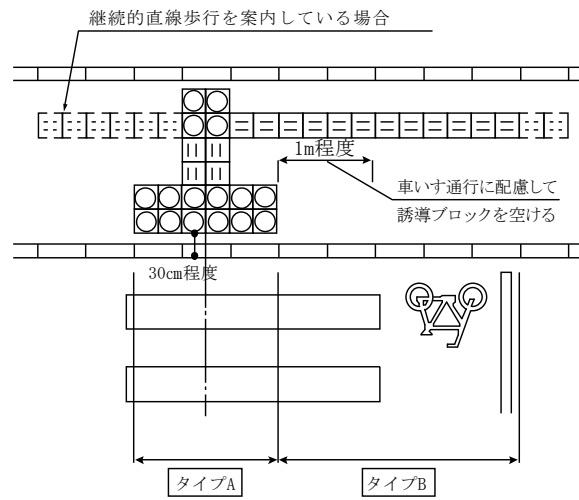 継続的直線歩行を案内している場合
1m程度
車いす通行に配慮して
誘導ブロックを空ける
30cm程度
タイプA
タイプB